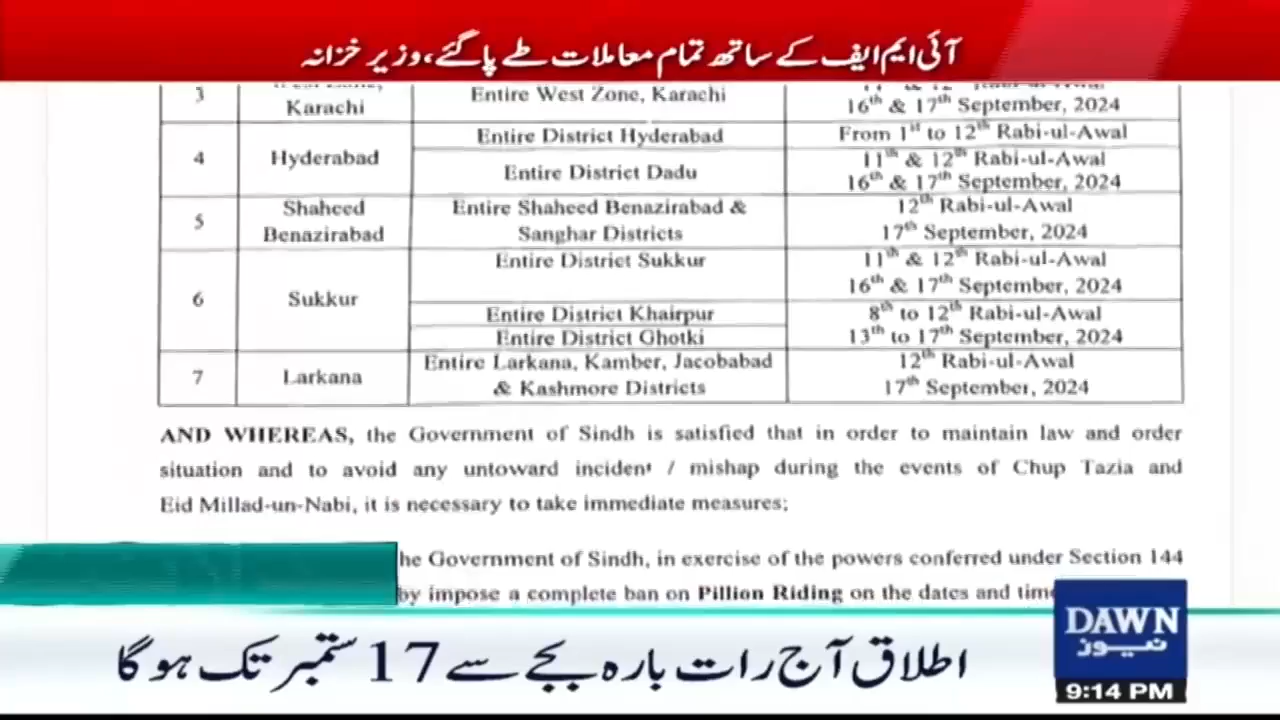 آئی ایم ایف کے ساتھ تمام معاملات طے پاگئے، وزیر خزانہ
3 Karachi Entire West Zone, Karachi 16th & 17th September, 2024
4 Hyderabad Entire District Hyderabad From 1st to 12th Rabi-ul-Awal
Entire District Dadu 11th & 12th Rabi-ul-Awal
16th & 17th September, 2024
5 Shaheed Entire Shaheed Benazirabad & 12th Rabi-ul-Awal
Benazirabad Sanghar Districts 17th September, 2024
6 Sukkur Entire District Sukkur 11th & 12th Rabi-ul-Awal
16th & 17th September, 2024
Entire District Khairpur 8th to 12th Rabi-ul-Awal
Entire District Ghotki 13th to 17th September, 2024
7 Larkana Entire Larkana, Kamber, Jacobabad 12th Rabi-ul-Awal
& Kashmore Districts 17th September, 2024
AND WHEREAS, the Government of Sindh is satisfied that in order to maintain law and order
situation and to avoid any untoward incident / mishap during the events of Chup Tazia and
Eid Millad-un-Nabi, it is necessary to take immediate measures;
he Government of Sindh, in exercise of the powers conferred under Section 144
by impose a complete ban on Pillion Riding on the dates and time
اطلاق آج رات بارہ بجے سے 17 ستمبر تک ہوگا
DAWN
نیوز
9:14 PM